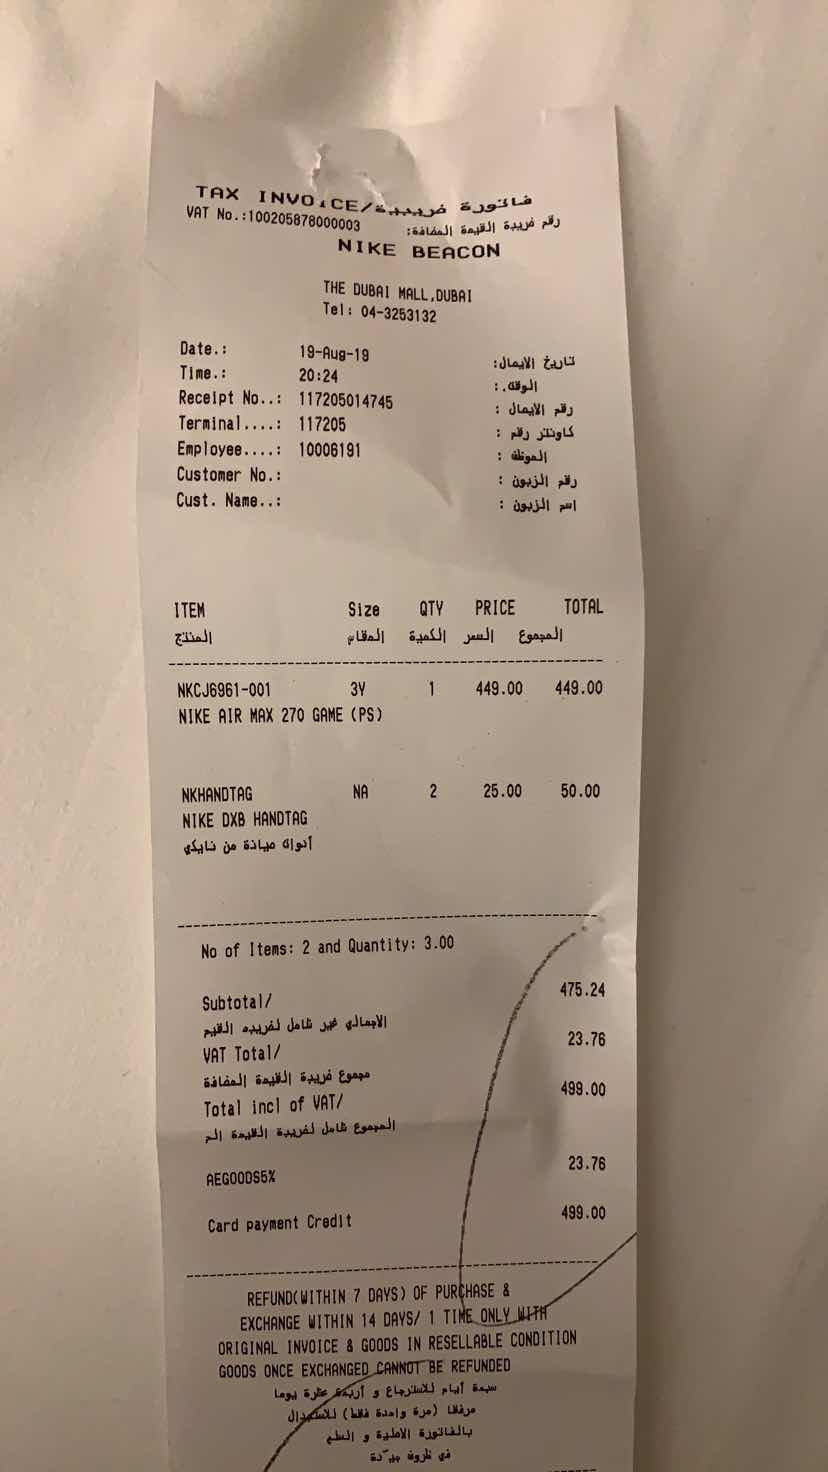 TAX INVOICE/فاتورة ضريبية
VAT No.:100205878000003 رقم ضريبة القيمة المضافة:
NIKE BEACON
THE DUBAI MALL,DUBAI
Tel: 04-3253132
Date.: 19-Aug-19 تاريخ الايصال:
Time.: 20:24 الوقت.:
Receipt No..: 117205014745 رقم الايصال :
Terminal....: 117205 كاونتر رقم :
Employee....: 10006191 الموظف :
Customer No.: رقم الزبون :
Cust. Name..: اسم الزبون :
ITEM Size QTY PRICE TOTAL
المنتج المقاس الكمية السعر المجموع
NKCJ6961-001 3Y 1 449.00 449.00
NIKE AIR MAX 270 GAME (PS)
NKHANDTAG NA 2 25.00 50.00
NIKE DXB HANDTAG
أدوات صيانة من نايكي
No of Items: 2 and Quantity: 3.00
Subtotal/ 475.24
الاجمالي غير شامل لضريبه القيم
VAT Total/ 23.76
مجموع ضريبة القيمة المضافة
Total incl of VAT/ 499.00
المجموع شامل لضريبة القيمة الم
AEGOODS5% 23.76
Card payment Credit 499.00
REFUND(WITHIN 7 DAYS) OF PURCHASE &
EXCHANGE WITHIN 14 DAYS/ 1 TIME ONLY WITH
ORIGINAL INVOICE & GOODS IN RESELLABLE CONDITION
GOODS ONCE EXCHANGED CANNOT BE REFUNDED
سبعة أيام للاسترجاع و أربعة عشرة يوما
مرفقا (مرة واحدة فقط) للاستبدال
بالفاتورة الاصلية و السلع
في ظروف جيدة